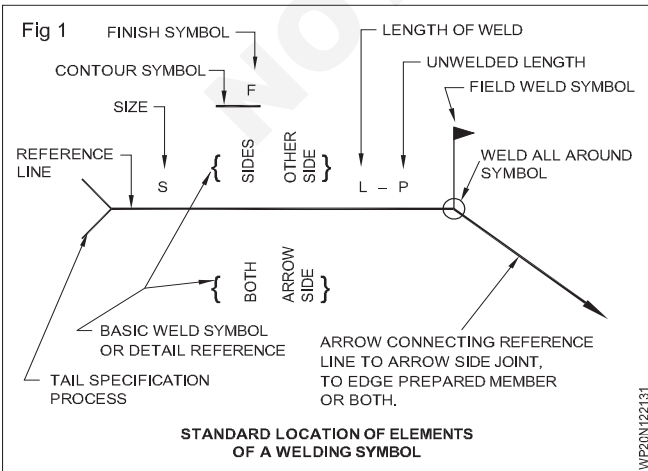 Fig 1
FINISH SYMBOL
LENGTH OF WELD
CONTOUR SYMBOL
F
UNWELDED LENGTH
SIZE
FIELD WELD SYMBOL
REFERENCE
LINE
S
{ SIDES
OTHER
SIDE }
L – P
WELD ALL AROUND
SYMBOL
{ BOTH
ARROW
SIDE }
BASIC WELD SYMBOL
OR DETAIL REFERENCE
TAIL SPECIFICATION
PROCESS
ARROW CONNECTING REFERENCE
LINE TO ARROW SIDE JOINT,
TO EDGE PREPARED MEMBER
OR BOTH.
STANDARD LOCATION OF ELEMENTS
OF A WELDING SYMBOL
WP20N122131